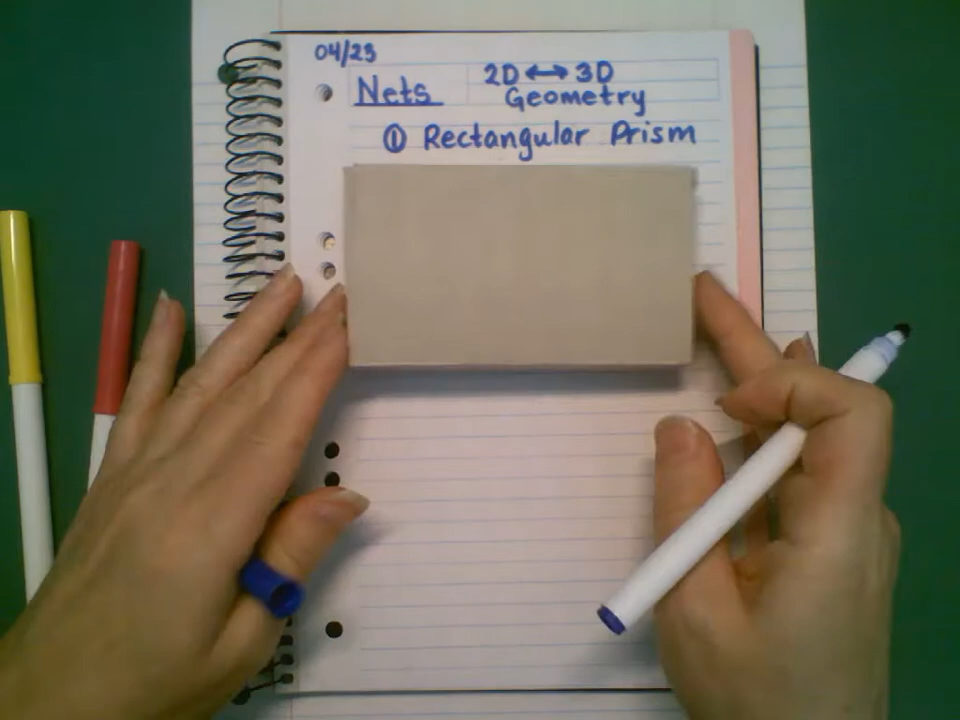 04/23
Nets
2D ↔ 3D
Geometry
① Rectangular Prism